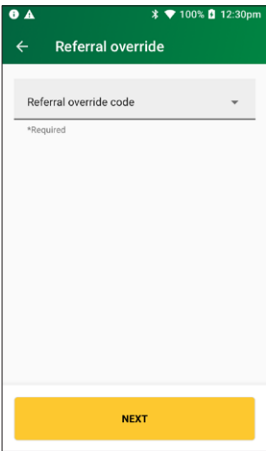 100% 12:30pm
Referral override
Referral override code
*Required
NEXT